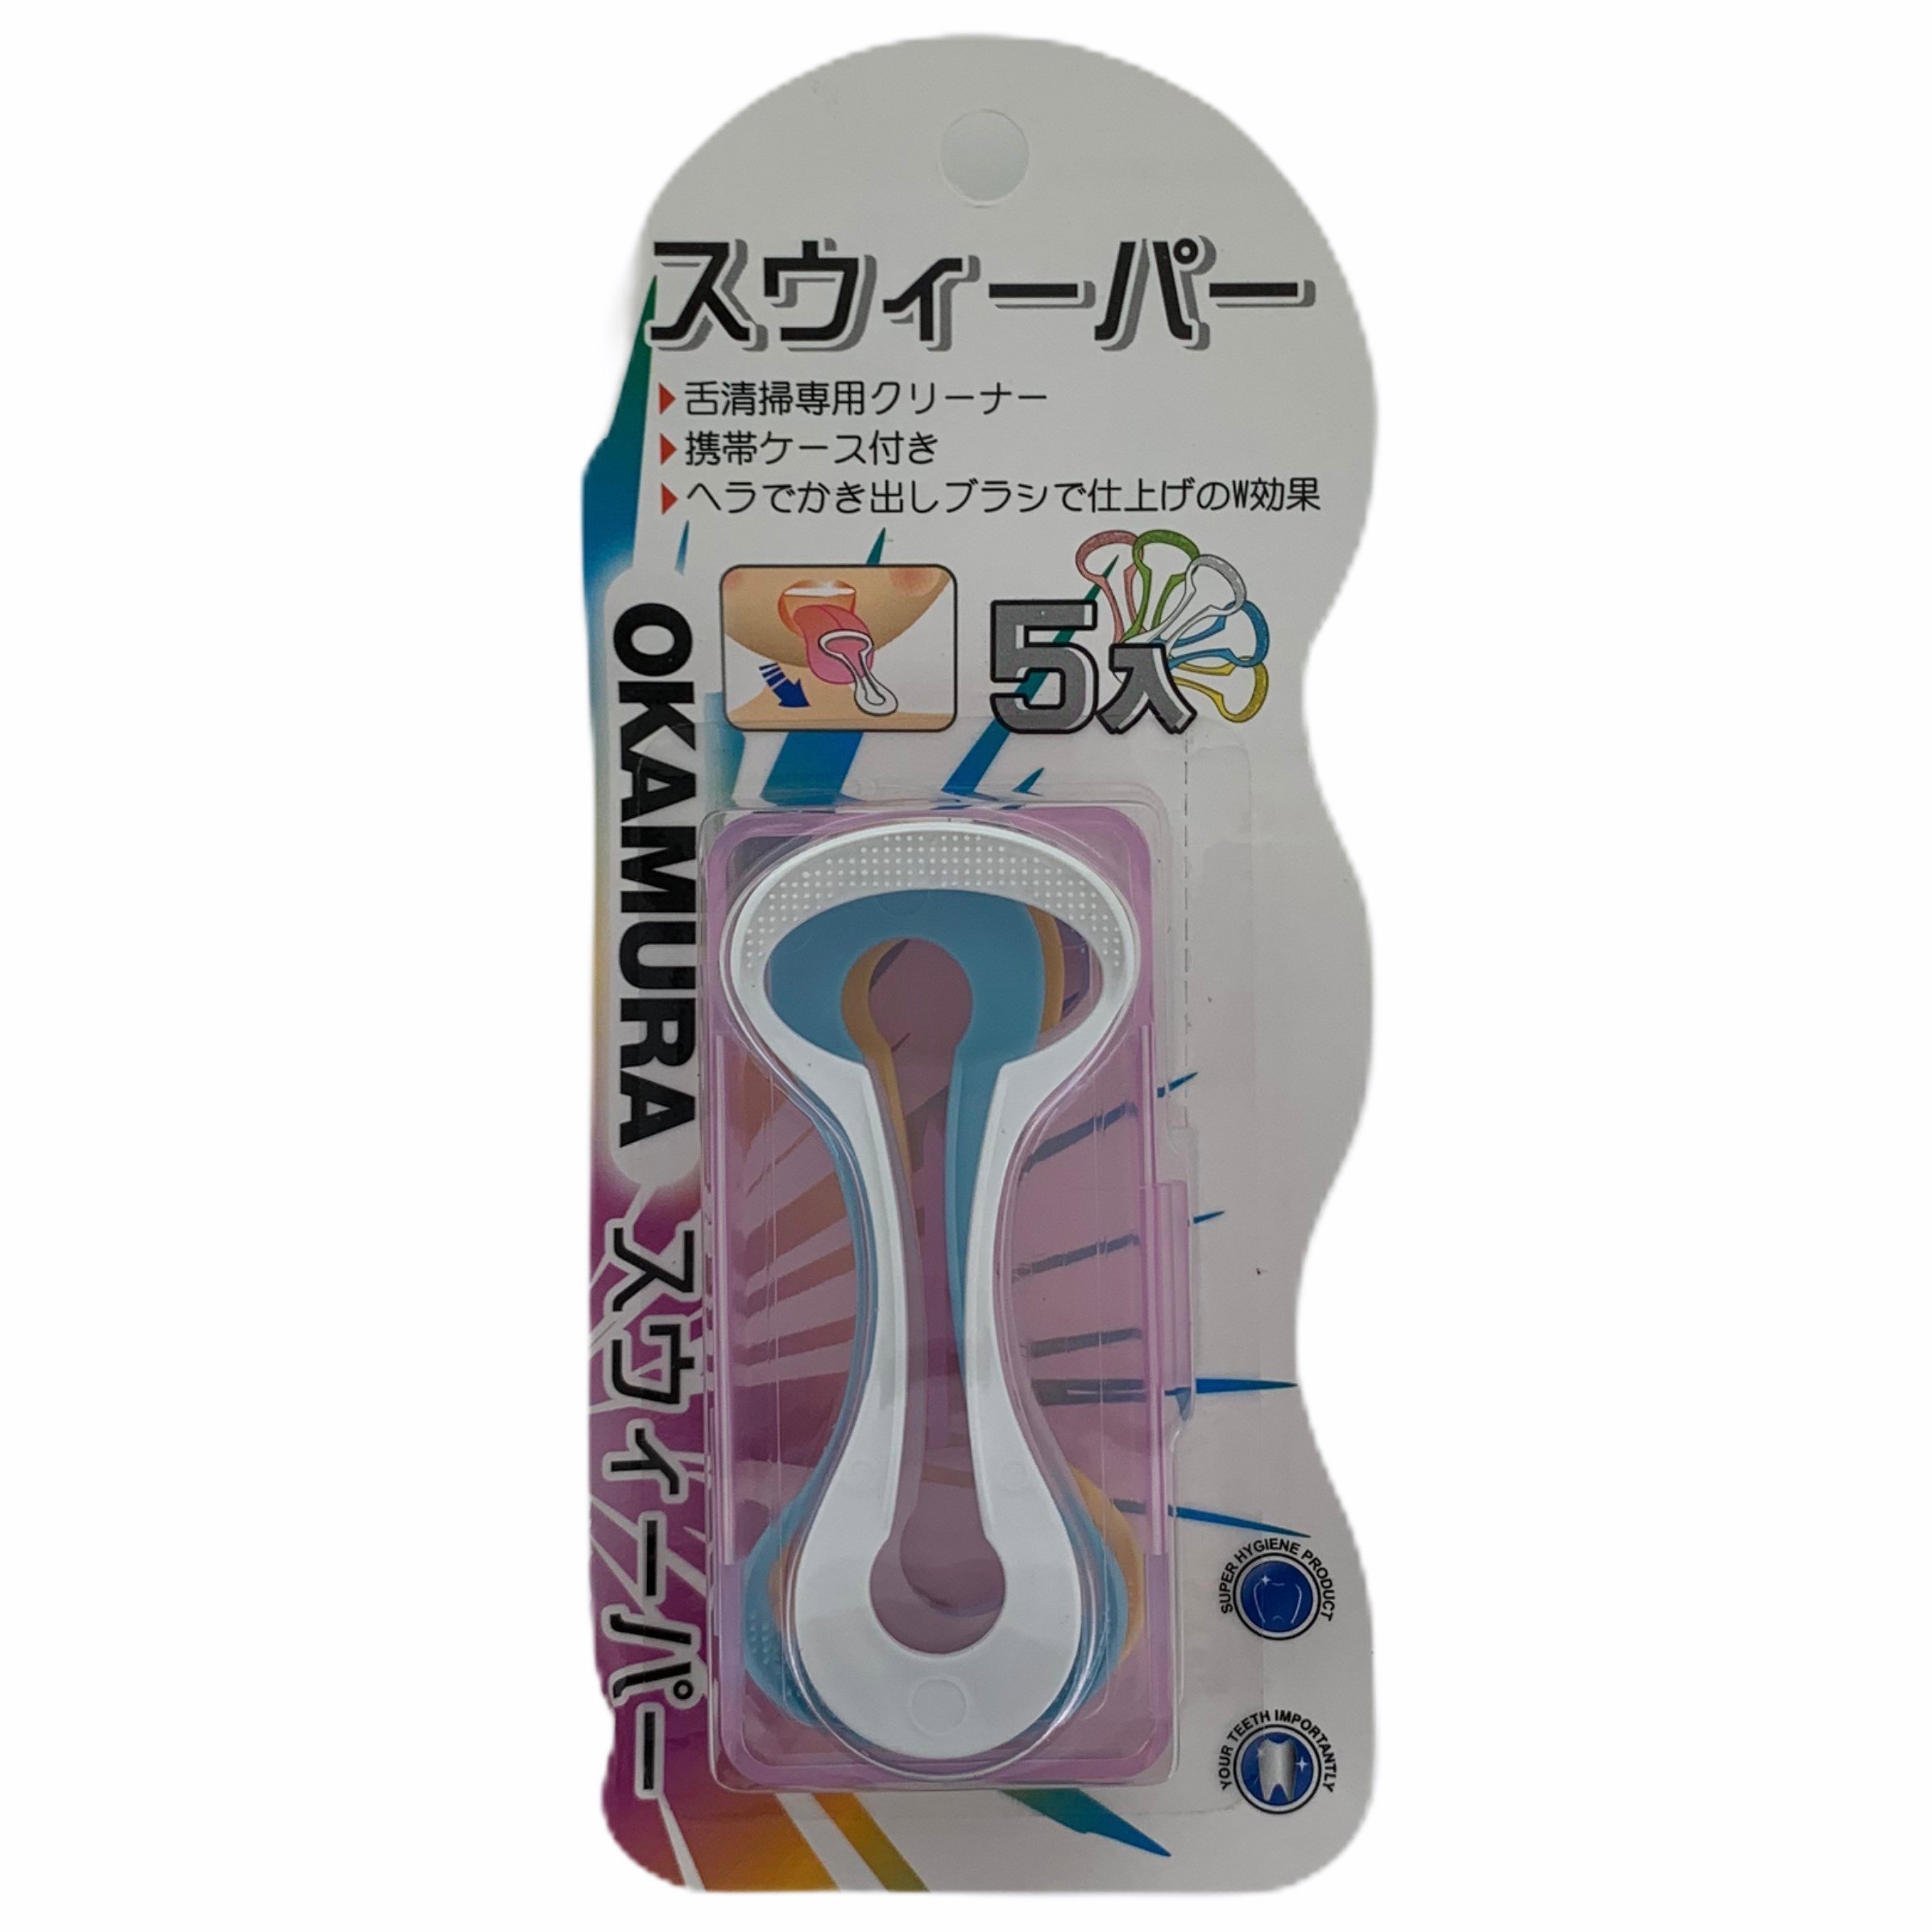 スウィーパー
舌清掃専用クリーナー
携帯ケース付き
ヘラでかき出しブラシで仕上げのW効果
5入
OKAMURA スウィーパー
SUPER HYGIENE PRODUCT
YOUR TEETH IMPORTANTLY